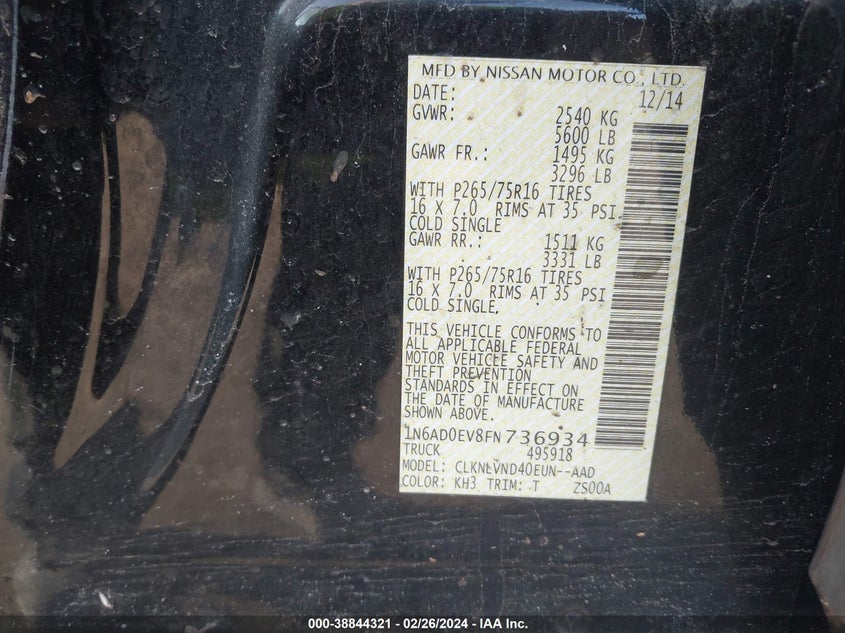 MFD BY NISSAN MOTOR CO., LTD.
DATE: 12/14
GVWR: 2540 KG
5600 LB
GAWR FR.: 1495 KG
3296 LB
WITH P265/75R16 TIRES
16 X 7.0 RIMS AT 35 PSI.
COLD SINGLE
GAWR RR.: 1511 KG
3331 LB
WITH P265/75R16 TIRES
16 X 7.0 RIMS AT 35 PSI
COLD SINGLE.
THIS VEHICLE CONFORMS TO
ALL APPLICABLE FEDERAL
MOTOR VEHICLE SAFETY AND
THEFT PREVENTION
STANDARDS IN EFFECT ON
THE DATE OF MANUFACTURE
SHOWN ABOVE.
1N6AD0EV8FN736934
TRUCK 495918
MODEL: CLKNLVND40EUN--AAD
COLOR: KH3 TRIM: T ZS00A
000-38844321 - 02/26/2024 - IAA Inc.